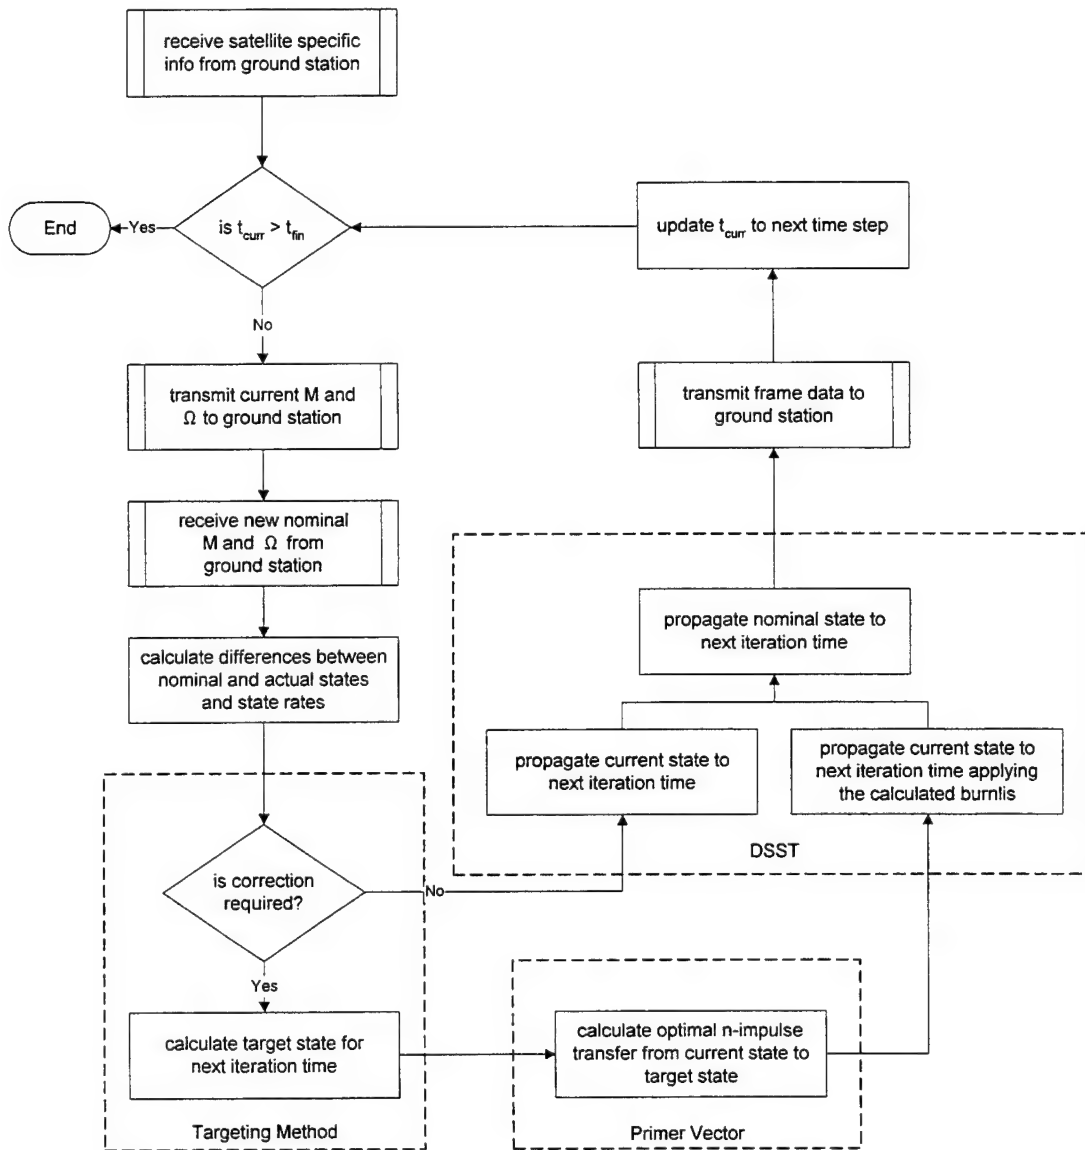 receive satellite specific
info from ground station
End
Yes
is t_curr > t_fin
update t_curr to next time step
No
transmit current M and
Ω to ground station
transmit frame data to
ground station
receive new nominal
M and Ω from
ground station
propagate nominal state to
next iteration time
calculate differences between
nominal and actual states
and state rates
propagate current state to
next iteration time
propagate current state to
next iteration time applying
the calculated burn!is
DSST
is correction
required?
No
Yes
calculate target state for
next iteration time
calculate optimal n-impulse
transfer from current state to
target state
Targeting Method
Primer Vector